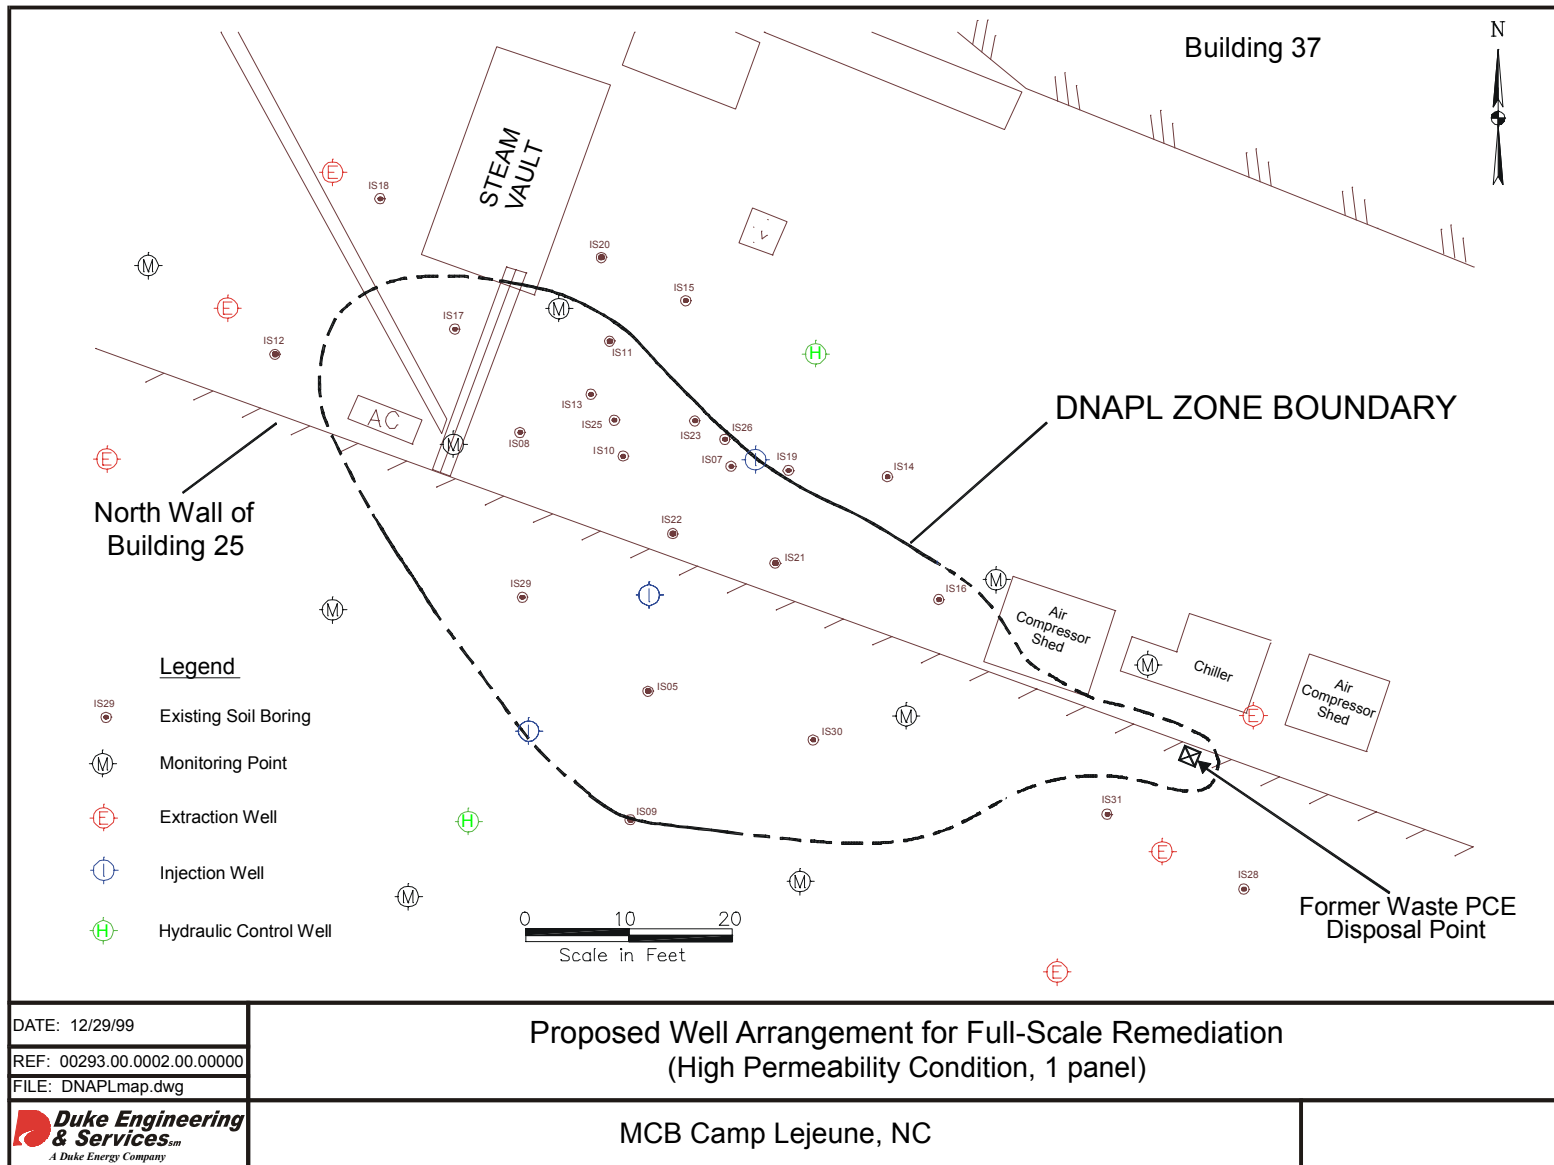 Building 37
N
STEAM
VAULT
E
IS18
v
IS20
M
E
IS15
M
IS17
IS12
IS11
H
DNAPL ZONE BOUNDARY
IS13
AC
IS25
IS23
IS26
IS08
M
IS10
IS07
I
IS19
IS14
E
North Wall of
Building 25
IS22
IS21
IS29
I
IS16
M
M
Air
Compressor
Shed
M
Chiller
Air
Compressor
Shed
IS05
M
E
I
IS30
IS09
H
IS31
E
M
M
IS28
E
Former Waste PCE
Disposal Point
Legend
IS29
Existing Soil Boring
M
Monitoring Point
E
Extraction Well
I
Injection Well
H
Hydraulic Control Well
0 10 20
Scale in Feet
DATE: 12/29/99
REF: 00293.00.0002.00.00000
FILE: DNAPLmap.dwg
Proposed Well Arrangement for Full-Scale Remediation
(High Permeability Condition, 1 panel)
Duke Engineering
& Services sm
A Duke Energy Company
MCB Camp Lejeune, NC